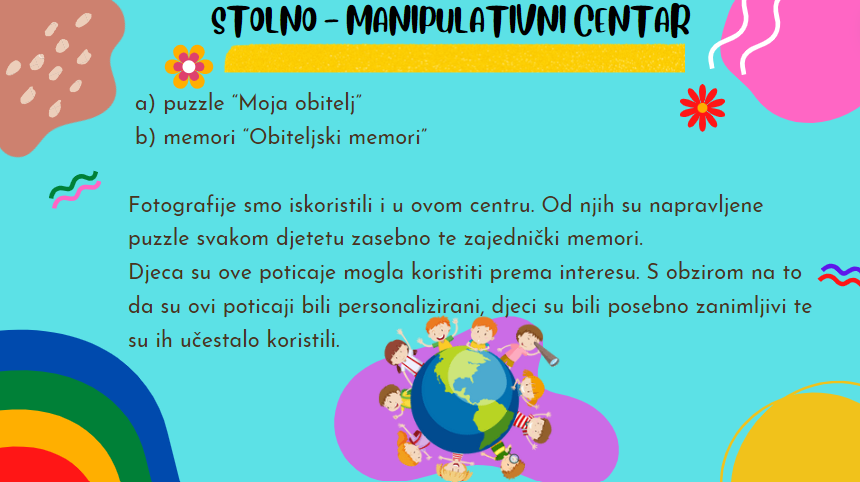 STOLNO - MANIPULATIVNI CENTAR
a) puzzle “Moja obitelj”
b) memori “Obiteljski memori”
Fotografije smo iskoristili i u ovom centru. Od njih su napravljene
puzzle svakom djetetu zasebno te zajednički memori.
Djeca su ove poticaje mogla koristiti prema interesu. S obzirom na to
da su ovi poticaji bili personalizirani, djeci su bili posebno zanimljivi te
su ih učestalo koristili.